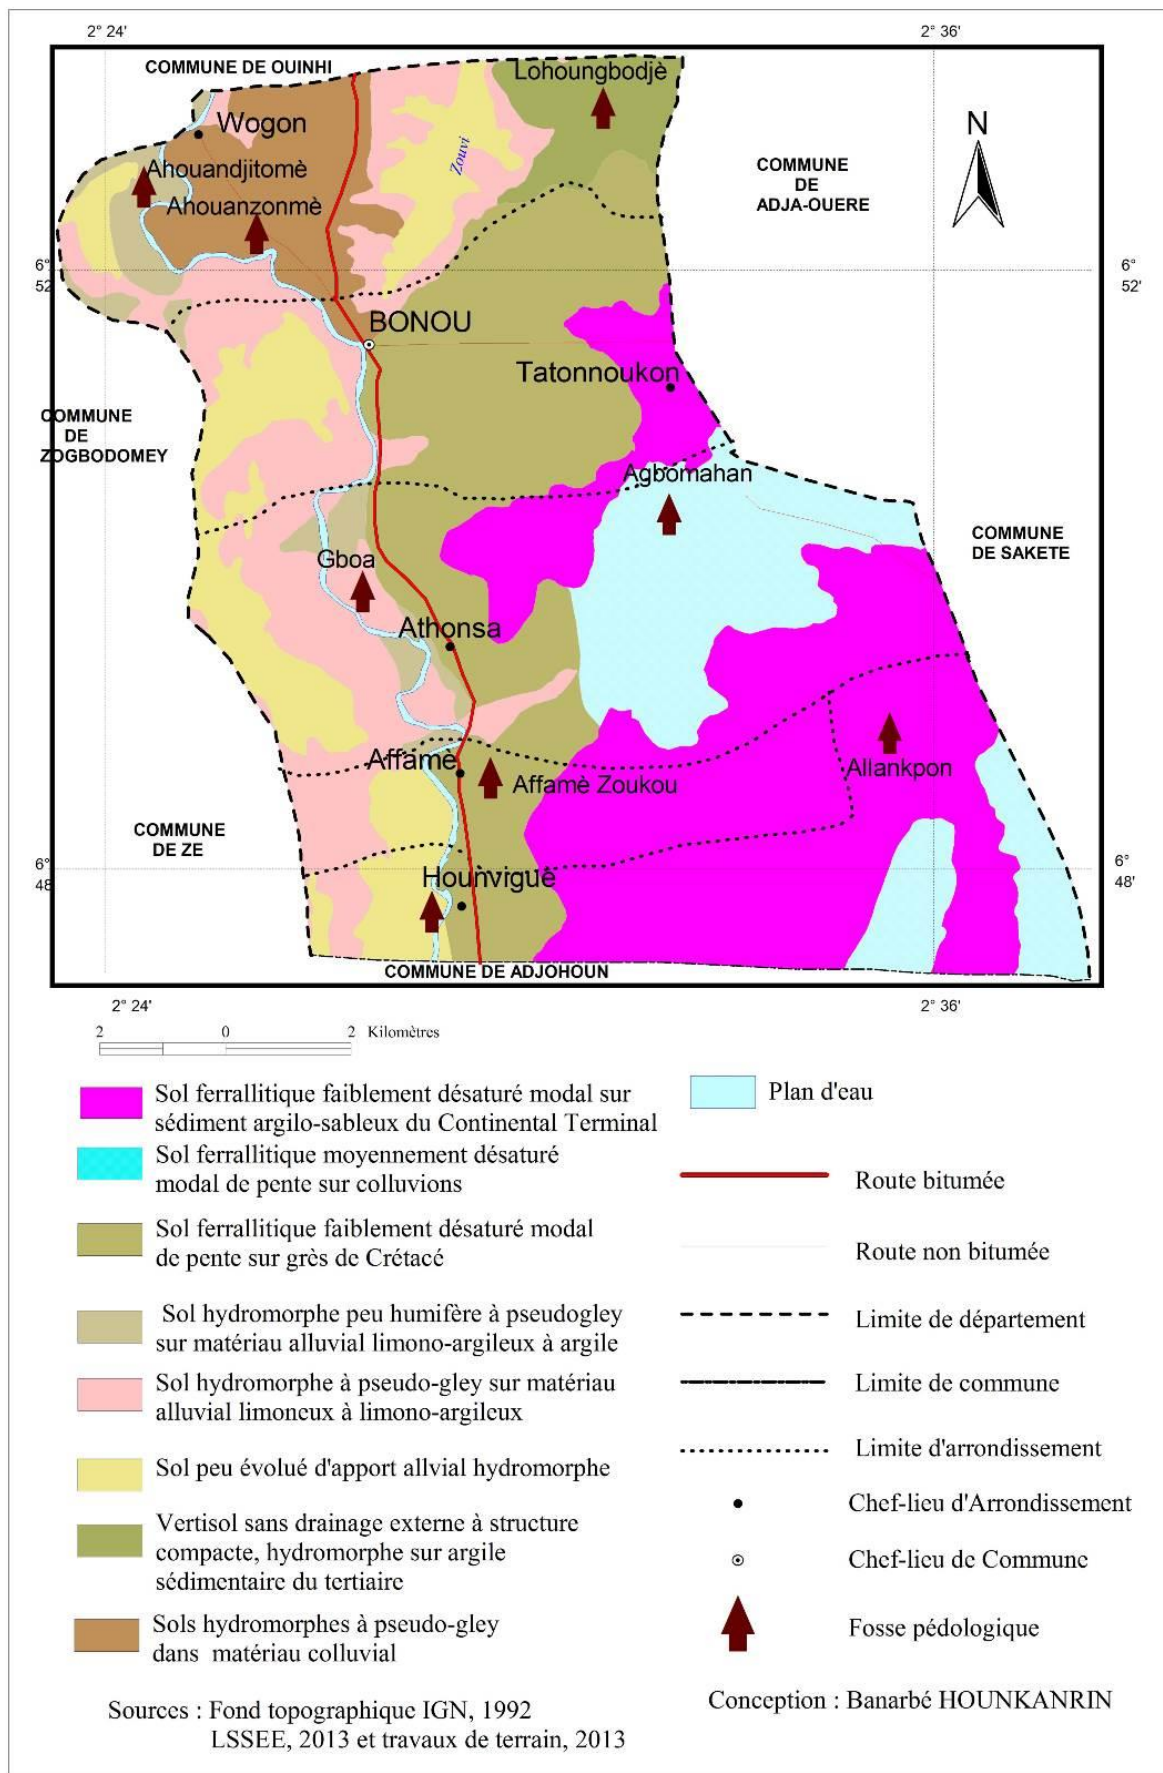 2° 24'
2° 36'
COMMUNE DE OUINHI
Lohoungbodjè
Wogon
N
Zouvi
Ahouandjitomè
COMMUNE
DE
ADJA-OUERE
Ahouanzonmè
6°
52'
6°
52'
BONOU
Tatonnoukon
COMMUNE
DE
ZOGBODOMEY
Agbomahan
COMMUNE
DE SAKETE
Gboa
Athonsa
Affamè
Affamè Zoukou
Allankpon
COMMUNE
DE ZE
6°
48'
6°
48'
Hounvigue
COMMUNE DE ADJOHOUN
2° 24'
2° 36'
2 0 2 Kilomètres
Sol ferrallitique faiblement désaturé modal sur
sédiment argilo-sableux du Continental Terminal
Sol ferrallitique moyennement désaturé
modal de pente sur colluvions
Sol ferrallitique faiblement désaturé modal
de pente sur grès de Crétacé
Sol hydromorphe peu humifère à pseudogley
sur matériau alluvial limono-argileux à argile
Sol hydromorphe à pseudo-gley sur matériau
alluvial limoneux à limono-argileux
Sol peu évolué d'apport allvial hydromorphe
Vertisol sans drainage externe à structure
compacte, hydromorphe sur argile
sédimentaire du tertiaire
Sols hydromorphes à pseudo-gley
dans matériau colluvial
Plan d'eau
Route bitumée
Route non bitumée
Limite de département
Limite de commune
Limite d'arrondissement
Chef-lieu d'Arrondissement
Chef-lieu de Commune
Fosse pédologique
Sources : Fond topographique IGN, 1992
LSSEE, 2013 et travaux de terrain, 2013
Conception : Banarbé HOUNKANRIN